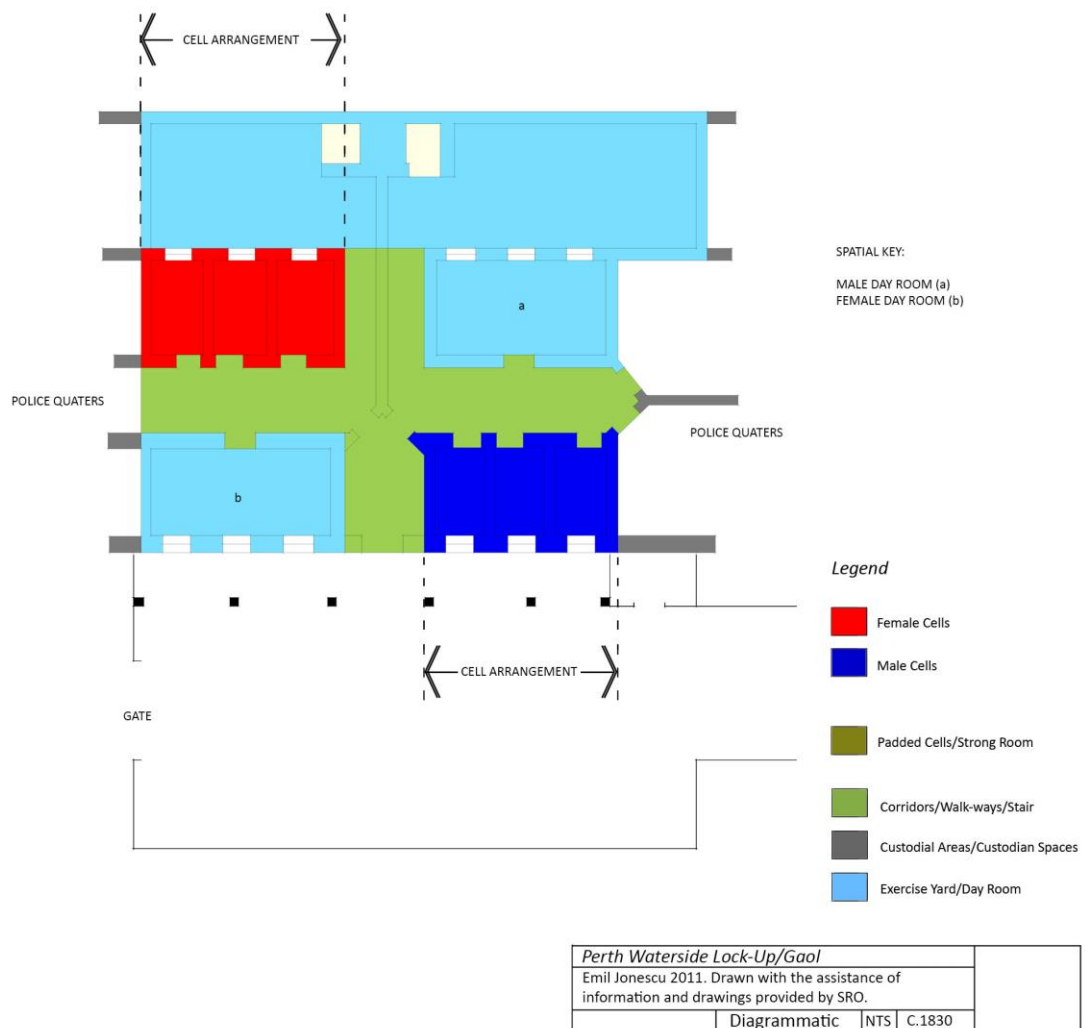 CELL ARRANGEMENT
SPATIAL KEY:
MALE DAY ROOM (a)
FEMALE DAY ROOM (b)
a
POLICE QUATERS
POLICE QUATERS
b
CELL ARRANGEMENT
GATE
Legend
Female Cells
Male Cells
Padded Cells/Strong Room
Corridors/Walk-ways/Stair
Custodial Areas/Custodian Spaces
Exercise Yard/Day Room
Perth Waterside Lock-Up/Gaol
Emil Jonescu 2011. Drawn with the assistance of
information and drawings provided by SRO.
Diagrammatic NTS C.1830